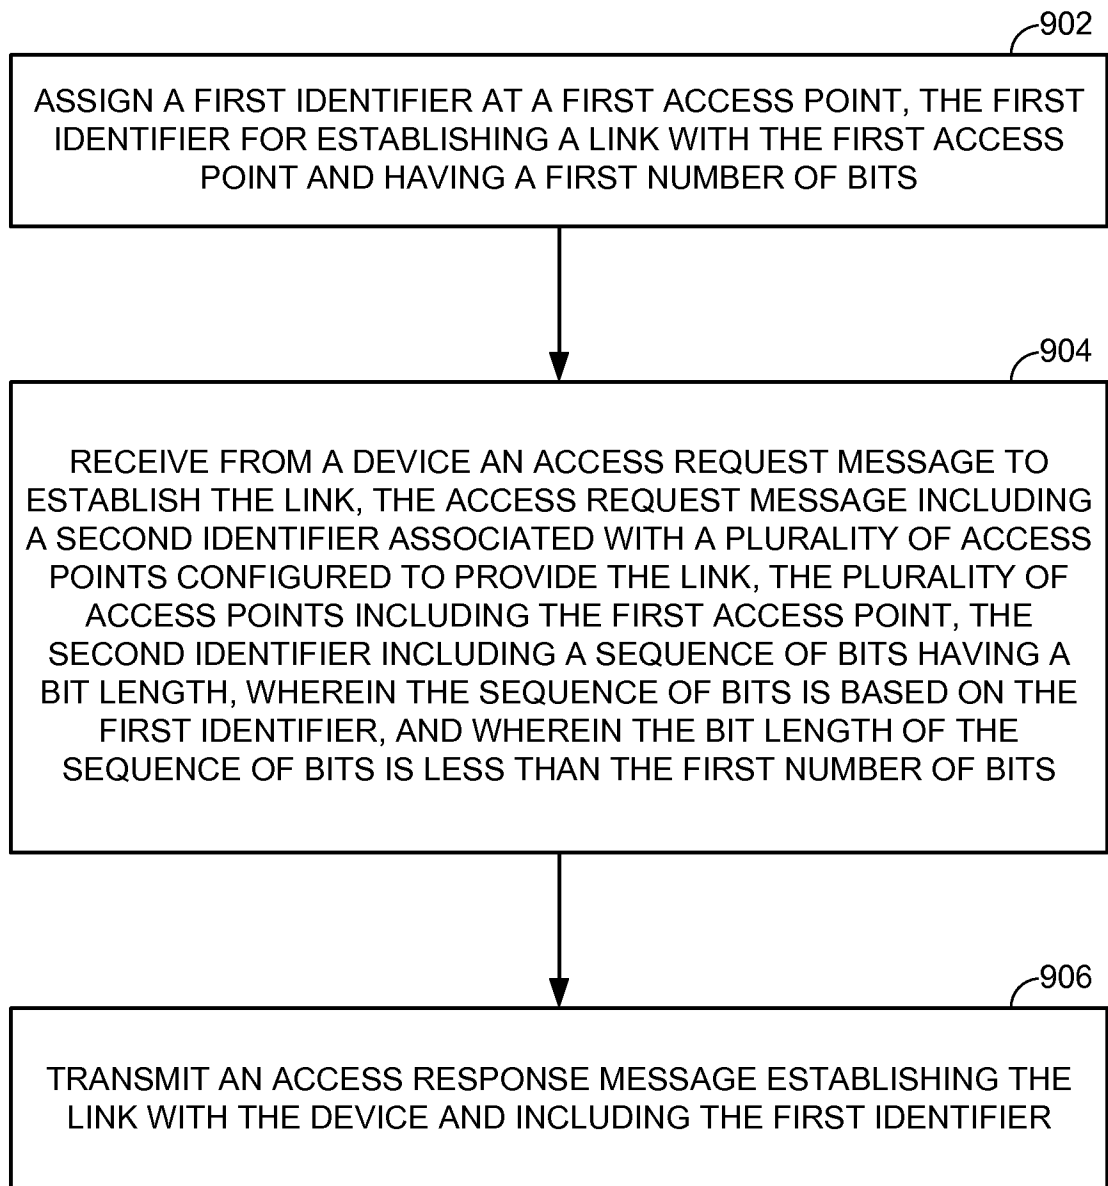 902
ASSIGN A FIRST IDENTIFIER AT A FIRST ACCESS POINT, THE FIRST
IDENTIFIER FOR ESTABLISHING A LINK WITH THE FIRST ACCESS
POINT AND HAVING A FIRST NUMBER OF BITS
904
RECEIVE FROM A DEVICE AN ACCESS REQUEST MESSAGE TO
ESTABLISH THE LINK, THE ACCESS REQUEST MESSAGE INCLUDING
A SECOND IDENTIFIER ASSOCIATED WITH A PLURALITY OF ACCESS
POINTS CONFIGURED TO PROVIDE THE LINK, THE PLURALITY OF
ACCESS POINTS INCLUDING THE FIRST ACCESS POINT, THE
SECOND IDENTIFIER INCLUDING A SEQUENCE OF BITS HAVING A
BIT LENGTH, WHEREIN THE SEQUENCE OF BITS IS BASED ON THE
FIRST IDENTIFIER, AND WHEREIN THE BIT LENGTH OF THE
SEQUENCE OF BITS IS LESS THAN THE FIRST NUMBER OF BITS
906
TRANSMIT AN ACCESS RESPONSE MESSAGE ESTABLISHING THE
LINK WITH THE DEVICE AND INCLUDING THE FIRST IDENTIFIER